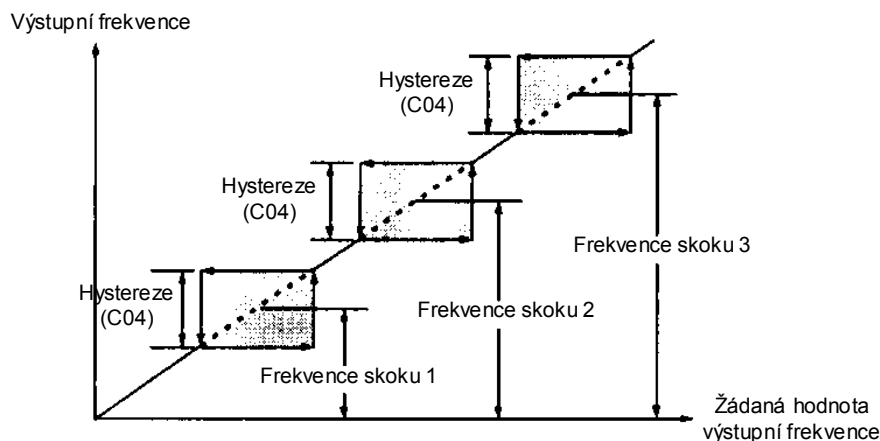 Výstupní frekvence
Hystereze
(C04)
Hystereze
(C04)
Frekvence skoku 3
Hystereze
(C04)
Frekvence skoku 2
Frekvence skoku 1
Žádaná hodnota
výstupní frekvence